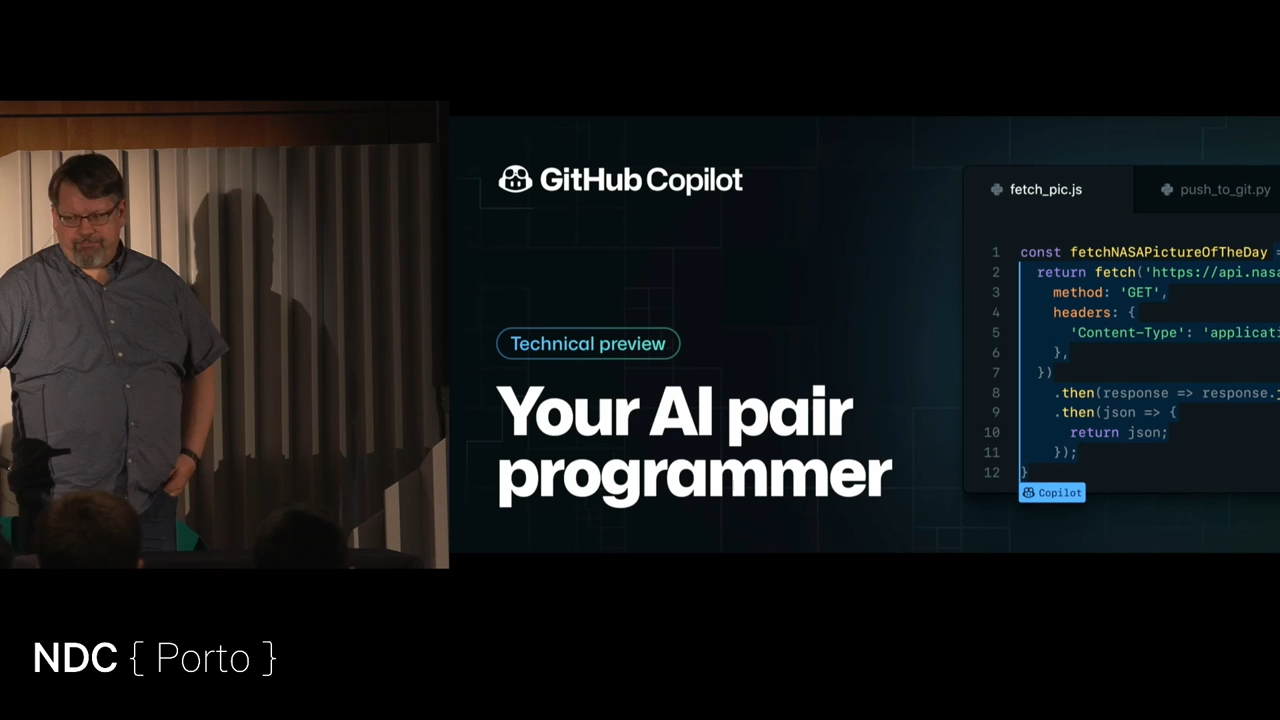 GitHub Copilot
Technical preview
Your AI pair
programmer
fetch_pic.js
push_to_git.py
1 const fetchNASAPictureOfTheDay =
2 return fetch('https://api.nasa
3 method: 'GET',
4 headers: {
5 'Content-Type': 'applicati
6 },
7 })
8 .then(response => response.j
9 .then(json => {
10 return json;
11 });
12 }
Copilot
NDC { Porto }